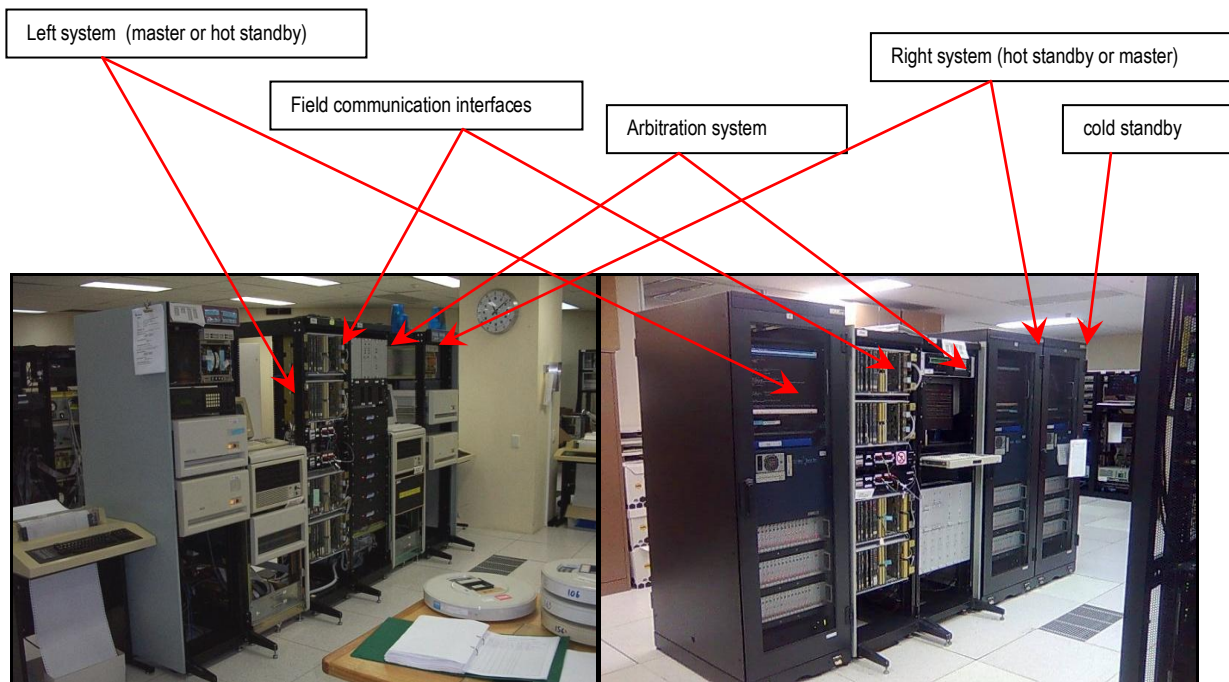 Left system (master or hot standby)
Right system (hot standby or master)
Field communication interfaces
Arbitration system
cold standby
106